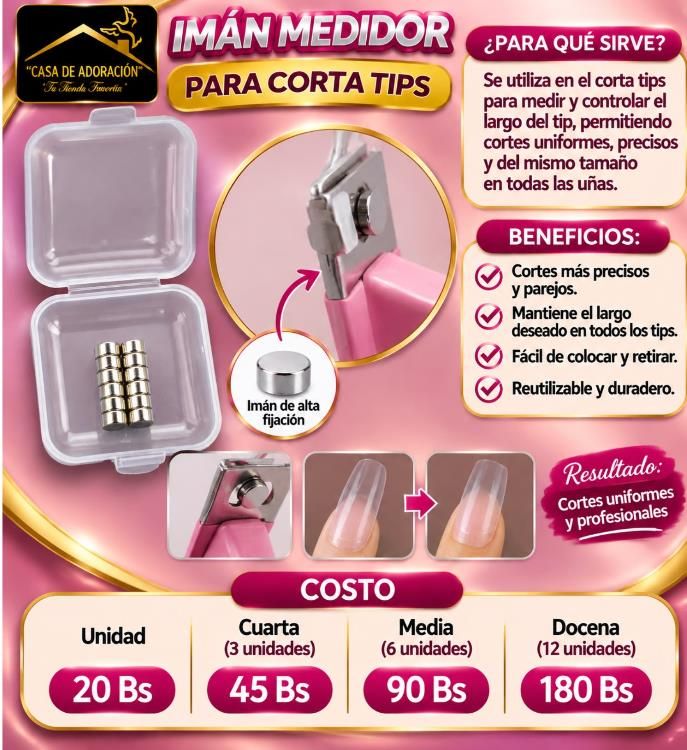 "CASA DE ADORACIÓN"
"Tu Tienda Favorita"
IMÁN MEDIDOR
PARA CORTA TIPS
¿PARA QUÉ SIRVE?
Se utiliza en el corta tips
para medir y controlar el
largo del tip, permitiendo
cortes uniformes, precisos
y del mismo tamaño
en todas las uñas.
BENEFICIOS:
Cortes más precisos
y parejos.
Mantiene el largo
deseado en todos los tips.
Fácil de colocar y retirar.
Reutilizable y duradero.
Imán de alta
fijación
Resultado:
Cortes uniformes
y profesionales
COSTO
Unidad
20 Bs
Cuarta
(3 unidades)
45 Bs
Media
(6 unidades)
90 Bs
Docena
(12 unidades)
180 Bs